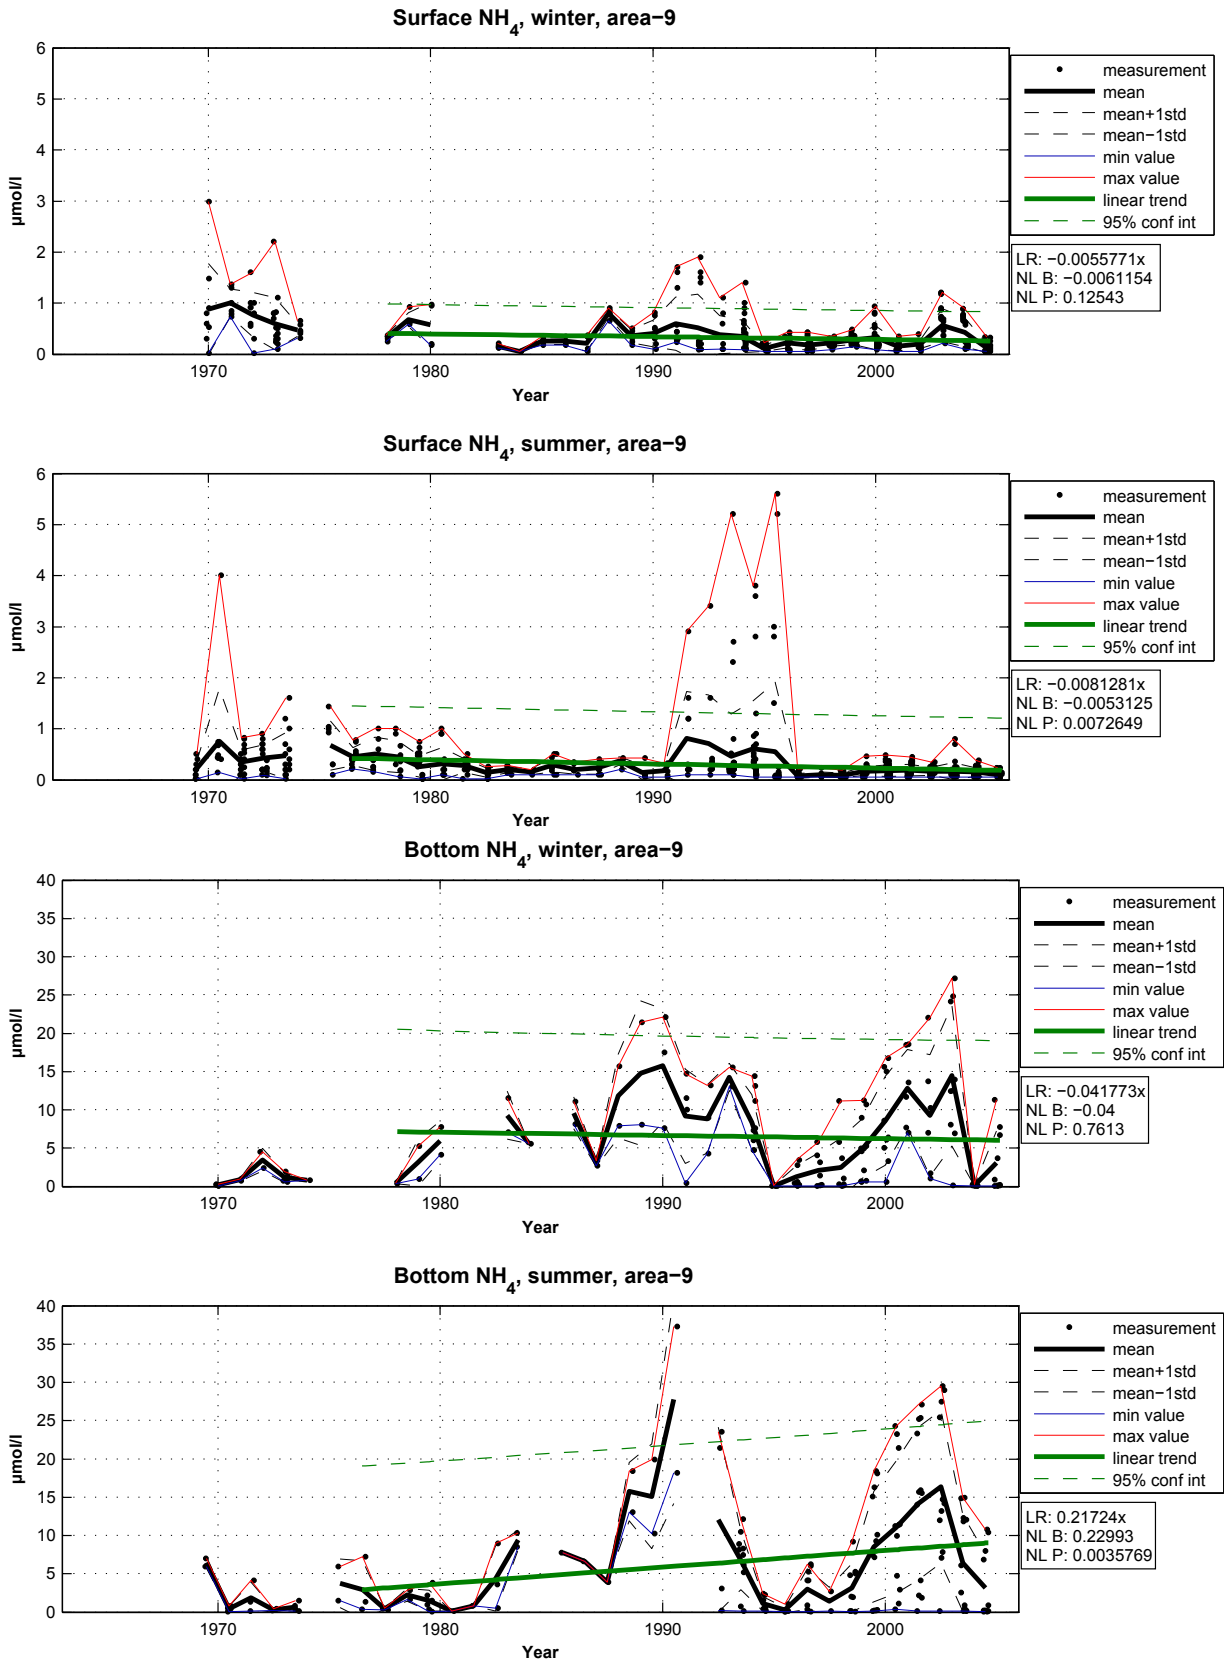 Surface NH4, winter, area−9
6
5
4
3
2
1
0
µmol/l
1970 1980 1990 2000
Year
measurement
mean
mean+1std
mean−1std
min value
max value
linear trend
95% conf int
LR: −0.0055771x
NL B: −0.0061154
NL P: 0.12543
Surface NH4, summer, area−9
6
5
4
3
2
1
0
µmol/l
1970 1980 1990 2000
Year
measurement
mean
mean+1std
mean−1std
min value
max value
linear trend
95% conf int
LR: −0.0081281x
NL B: −0.0053125
NL P: 0.0072649
Bottom NH4, winter, area−9
40
35
30
25
20
15
10
5
0
µmol/l
1970 1980 1990 2000
Year
measurement
mean
mean+1std
mean−1std
min value
max value
linear trend
95% conf int
LR: −0.041773x
NL B: −0.04
NL P: 0.7613
Bottom NH4, summer, area−9
40
35
30
25
20
15
10
5
0
µmol/l
1970 1980 1990 2000
Year
measurement
mean
mean+1std
mean−1std
min value
max value
linear trend
95% conf int
LR: 0.21724x
NL B: 0.22993
NL P: 0.0035769